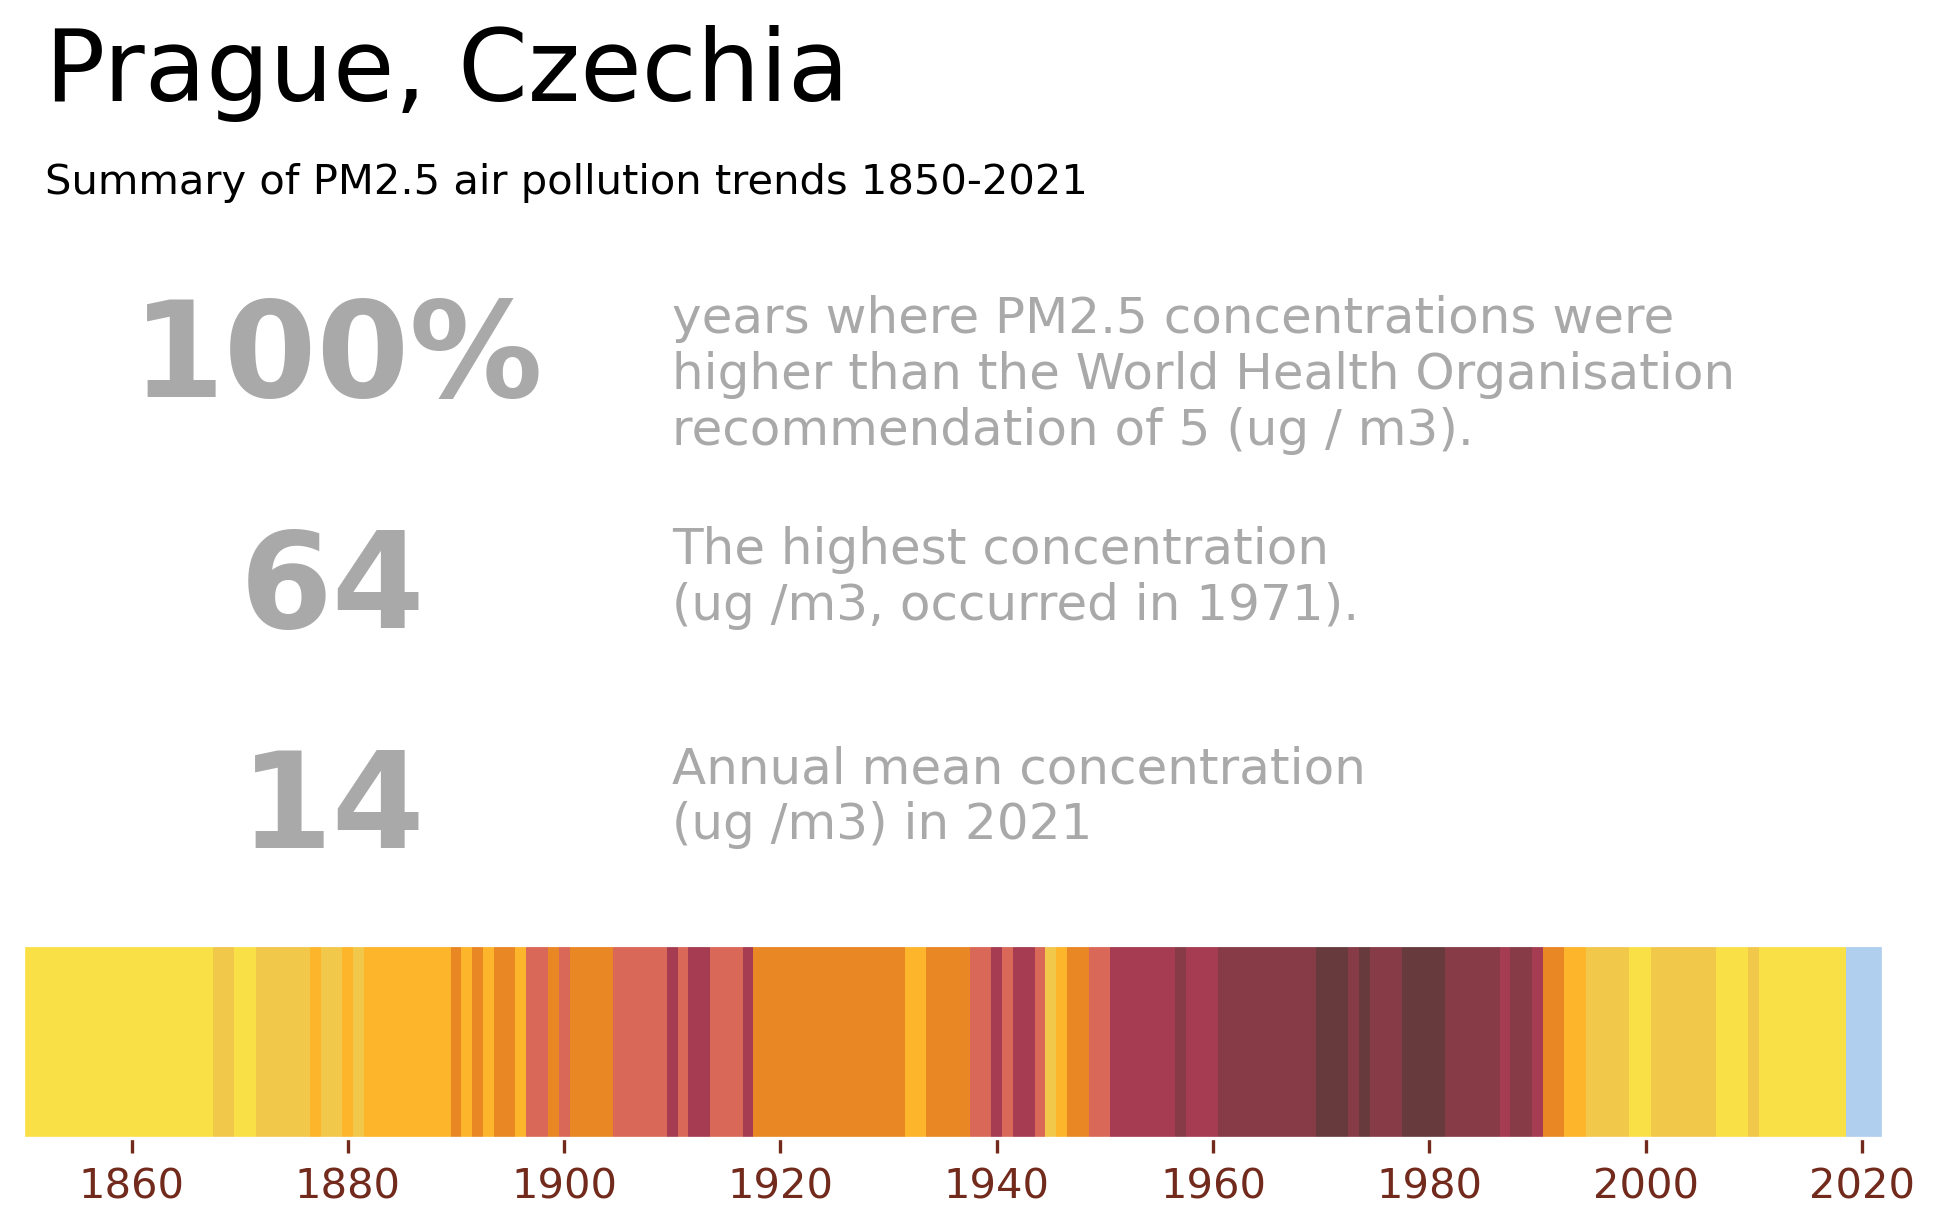 Prague, Czechia
Summary of PM2.5 air pollution trends 1850-2021
100%
years where PM2.5 concentrations were
higher than the World Health Organisation
recommendation of 5 (ug / m3).
64
The highest concentration
(ug /m3, occurred in 1971).
14
Annual mean concentration
(ug /m3) in 2021
1860 1880 1900 1920 1940 1960 1980 2000 2020